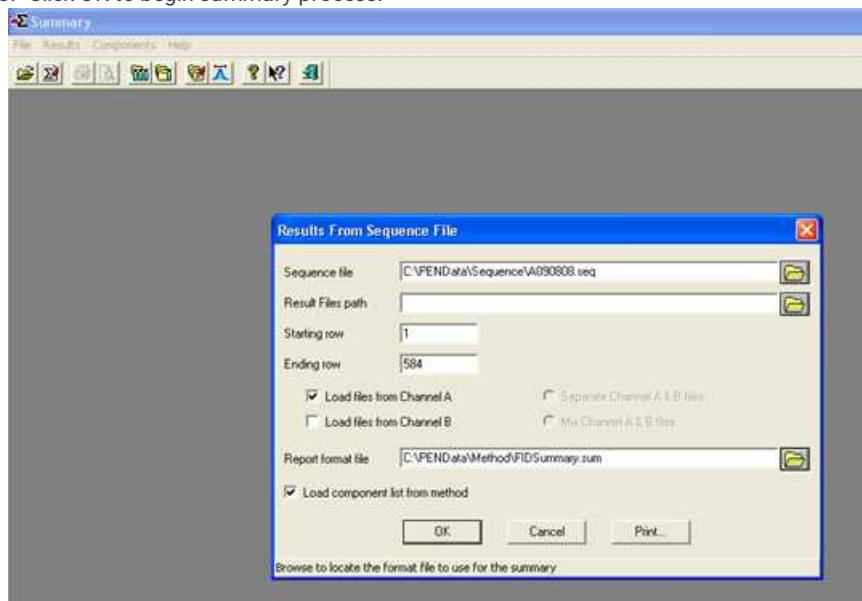 Click OK to begin summary process.
Summary
File Results Components Help
Results From Sequence File
Sequence file C:\PENData\Sequence\A090808.seq
Result Files path
Starting row 1
Ending row 584
Load files from Channel A Separate Channel A & B files
Load files from Channel B Mix Channel A & B files
Report format file C:\PENData\Method\FIDSummary.sum
Load component list from method
OK Cancel Print...
Browse to locate the format file to use for the summary